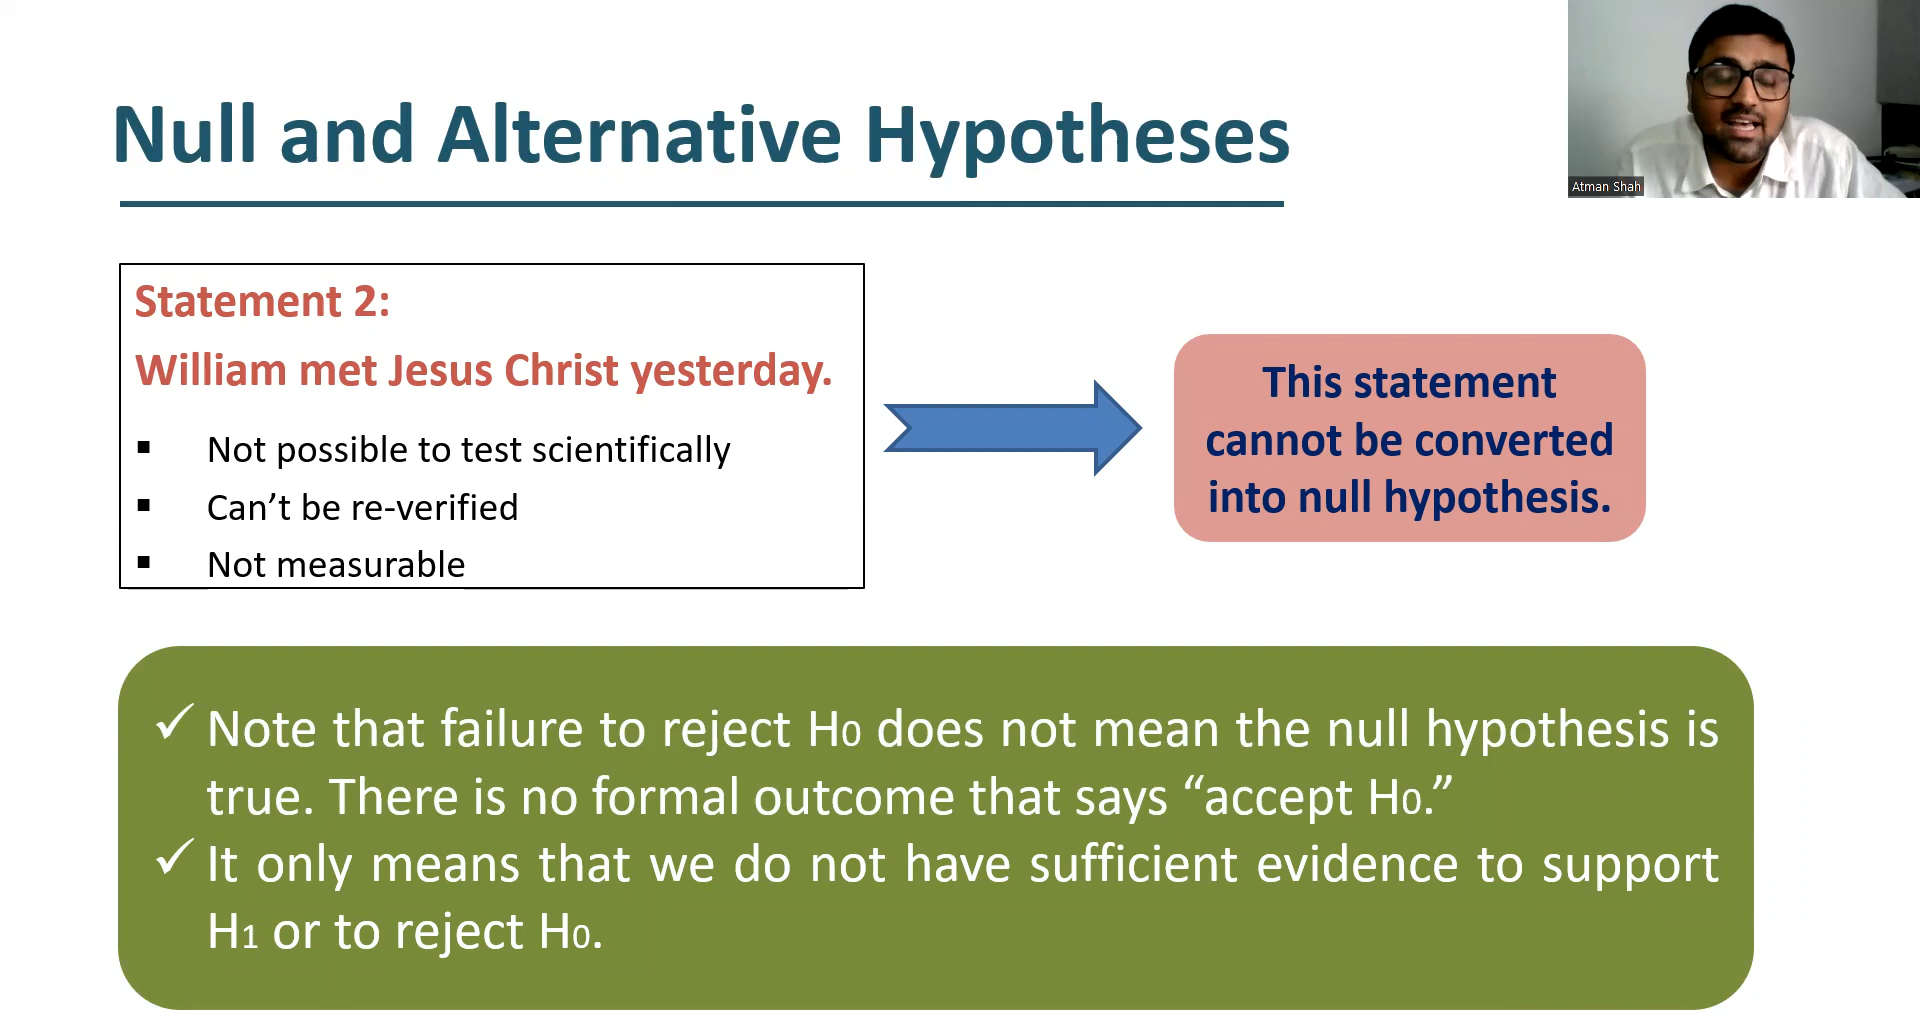 Null and Alternative Hypotheses
Atman Shah
Statement 2:
William met Jesus Christ yesterday.
▪ Not possible to test scientifically
▪ Can’t be re-verified
▪ Not measurable
This statement
cannot be converted
into null hypothesis.
✓ Note that failure to reject H0 does not mean the null hypothesis is
true. There is no formal outcome that says “accept H0.”
✓ It only means that we do not have sufficient evidence to support
H1 or to reject H0.